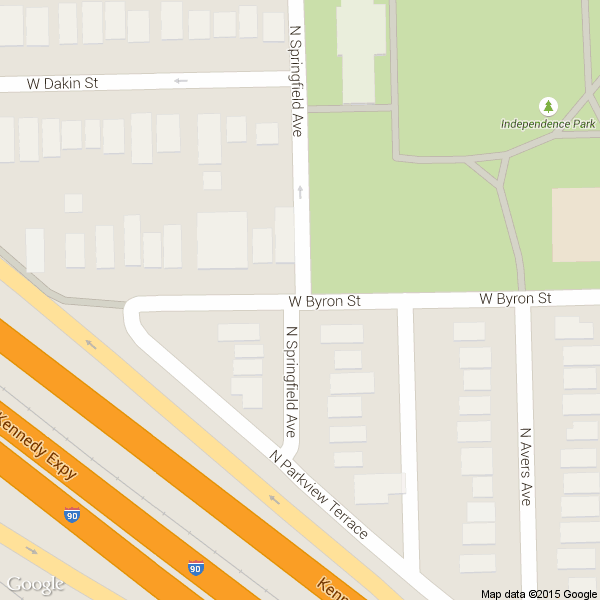 N Springfield Ave
W Dakin St
Independence Park
W Byron St
W Byron St
N Springfield Ave
N Avers Ave
N Parkview Terrace
Kennedy Expy
90
90
Kenn
Google
Map data ©2015 Google